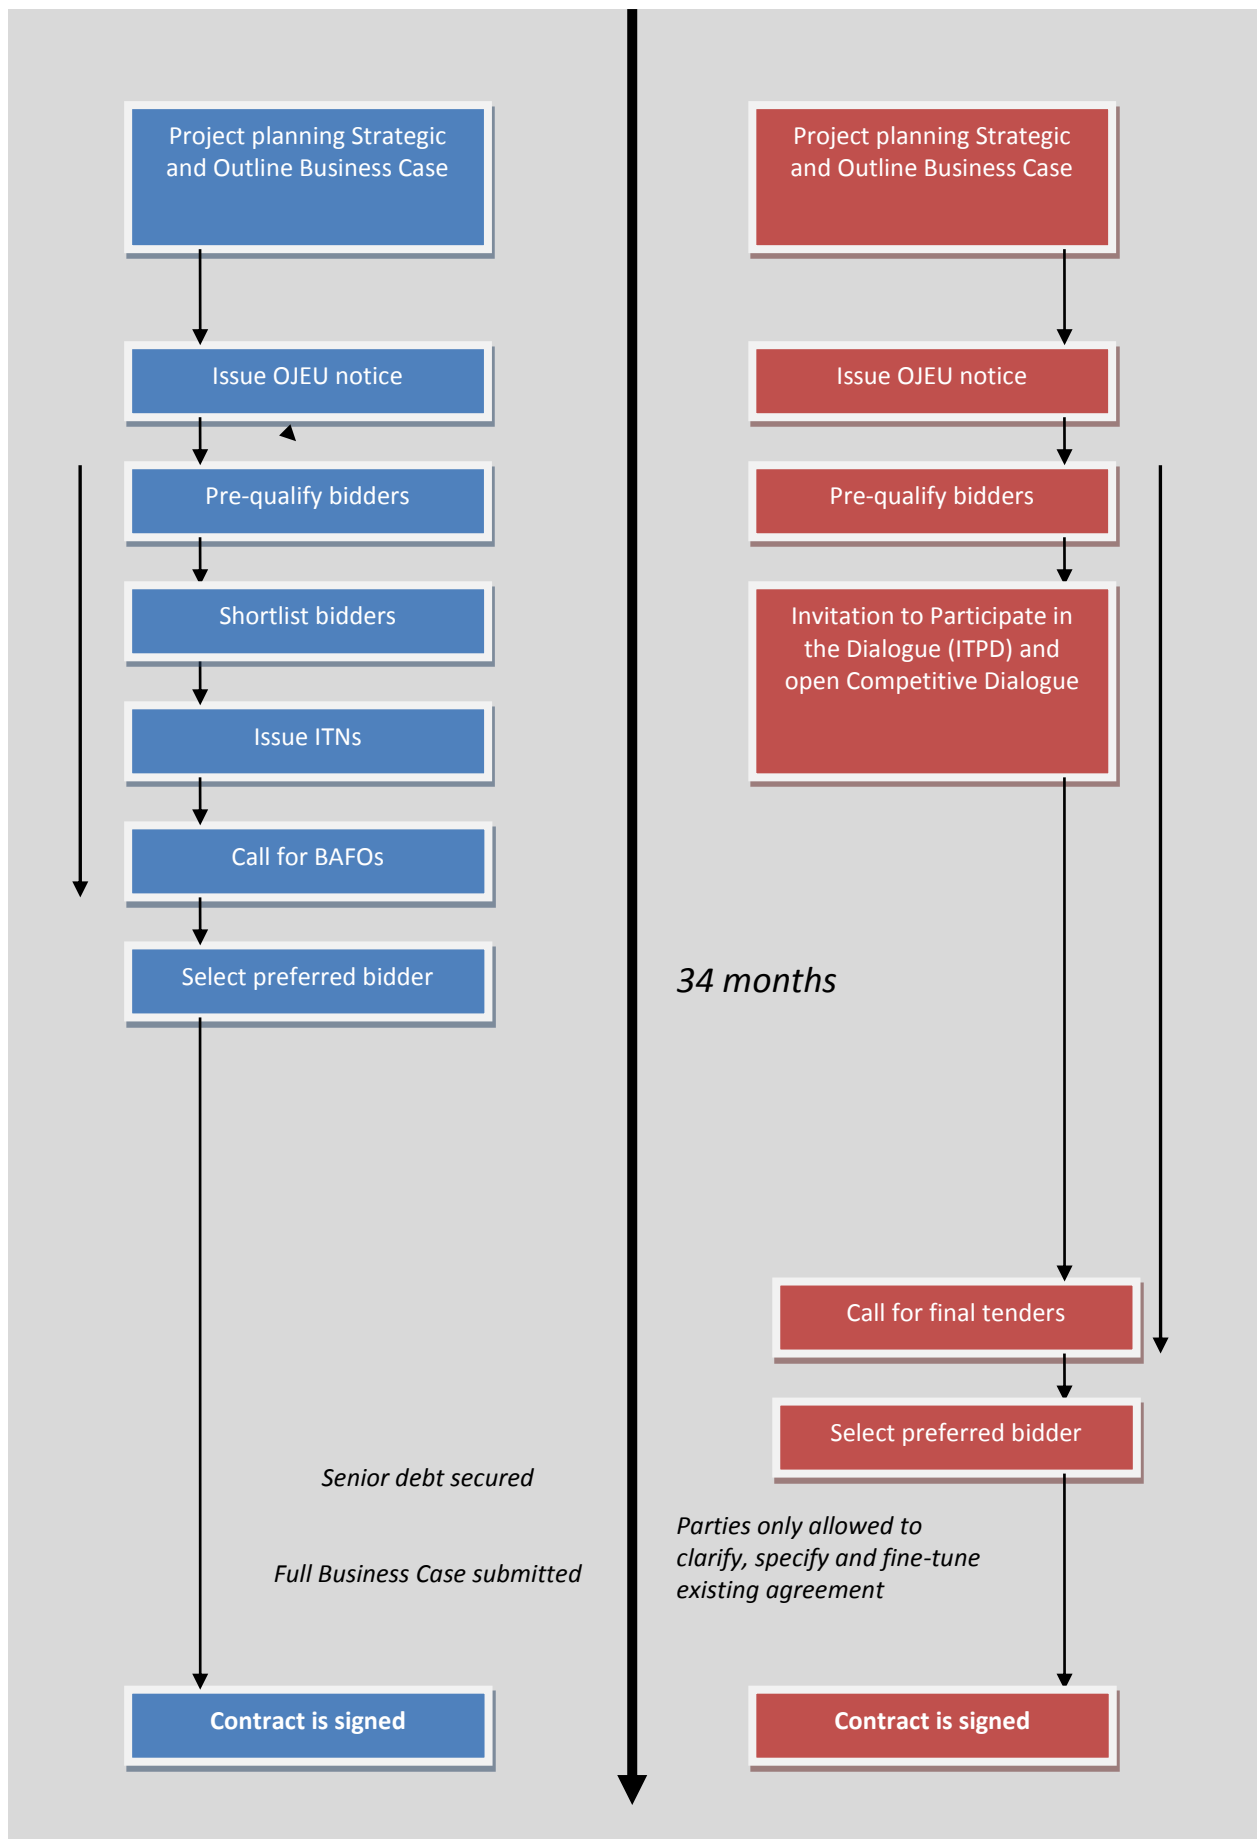 Project planning Strategic
and Outline Business Case
Issue OJEU notice
Pre-qualify bidders
Shortlist bidders
Issue ITNs
Call for BAFOs
Select preferred bidder
Senior debt secured
Full Business Case submitted
Contract is signed
Project planning Strategic
and Outline Business Case
Issue OJEU notice
Pre-qualify bidders
Invitation to Participate in
the Dialogue (ITPD) and
open Competitive Dialogue
34 months
Call for final tenders
Select preferred bidder
Parties only allowed to
clarify, specify and fine-tune
existing agreement
Contract is signed